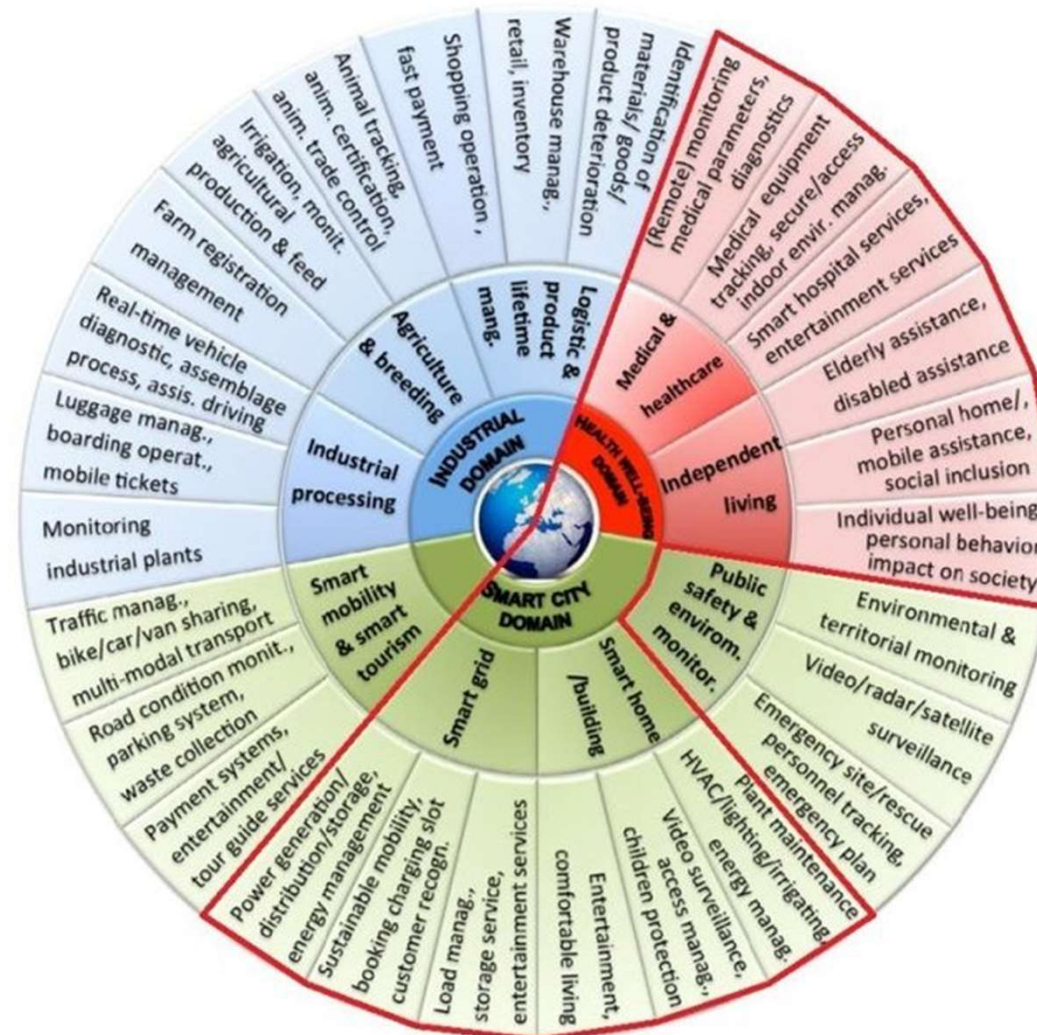 INDUSTRIAL
DOMAIN
HEALTH WELL-BEING
DOMAIN
SMART CITY
DOMAIN
Logistic &
product
lifetime
mang.
Agriculture
& breeding
Industrial
processing
Medical &
healthcare
Independent
living
Public
safety &
environm.
monitor.
Smart home
/building
Smart grid
Smart
mobility
& smart
tourism
Identification of
materials/ goods/
product deterioration
Warehouse manag.,
retail, inventory
Shopping operation ,
fast payment
Animal tracking,
anim. certification,
anim. trade control
Irrigation, monit.
agricultural
production & feed
Farm registration
management
Real-time vehicle
diagnostic, assemblage
process, assis. driving
Luggage manag.,
boarding operat.,
mobile tickets
Monitoring
industrial plants
(Remote) monitoring
medical parameters,
diagnostics
Medical equipment
tracking, secure/access
indoor envir. manag.
Smart hospital services,
entertainment services
Elderly assistance,
disabled assistance
Personal home/,
mobile assistance,
social inclusion
Individual well-being
personal behavior
impact on society
Environmental &
territorial monitoring
Video/radar/satellite
surveillance
Emergency site/rescue
personnel tracking,
emergency plan
Plant maintenance
HVAC/lighting/irrigating,
energy manag.
Video surveillance,
access manag.,
children protection
Entertainment,
comfortable living
Load manag.,
storage service,
entertainment services
Sustainable mobility,
booking charging slot
customer recogn.
Power generation/
distribution/storage,
energy management
Payment systems,
entertainment/
tour guide services
Road condition monit.,
parking system,
waste collection
Traffic manag.,
bike/car/van sharing,
multi-modal transport